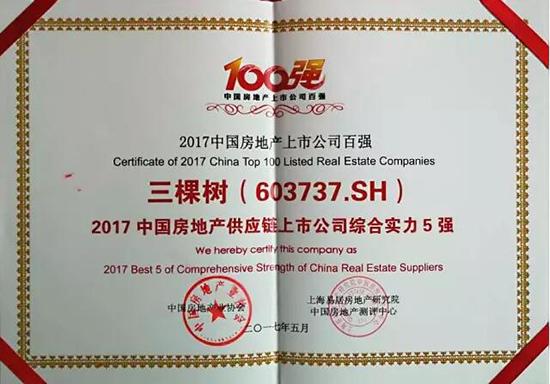 100强
中国房地产上市公司百强
2017中国房地产上市公司百强
Certificate of 2017 China Top 100 Listed Real Estate Companies
三棵树（603737.SH）
2017 中国房地产供应链上市公司综合实力 5 强
We hereby certify this company as
2017 Best 5 of Comprehensive Strength of China Real Estate Suppliers
中国房地产业协会 上海易居房地产研究院
中国房地产测评中心
二〇一七年五月